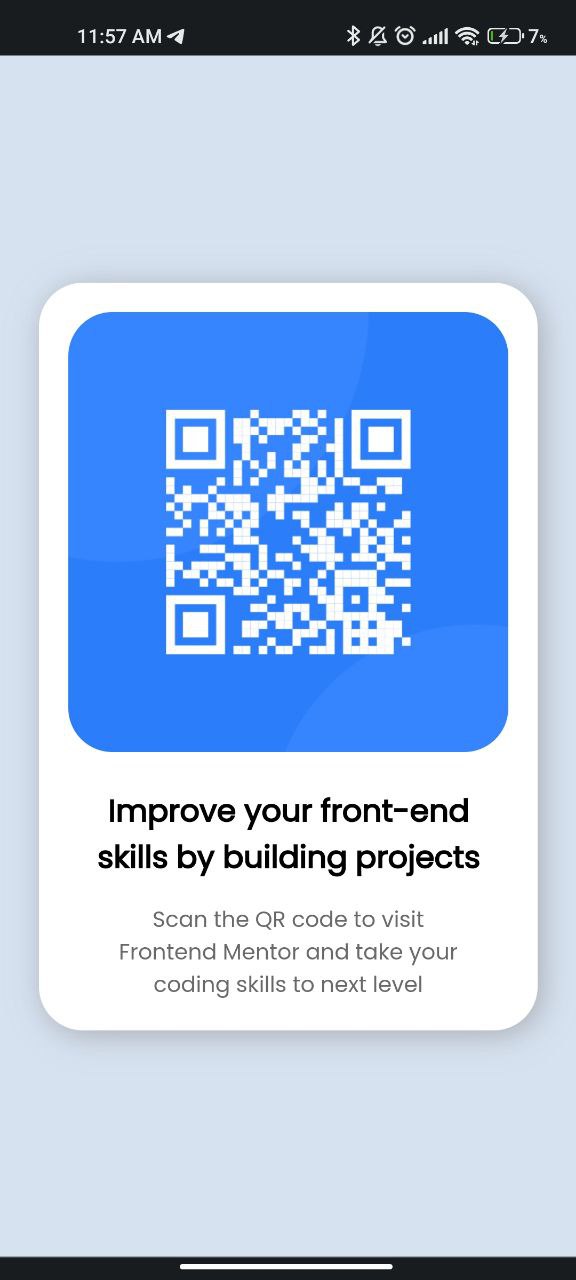 11:57 AM
7%
Improve your front-end
skills by building projects
Scan the QR code to visit
Frontend Mentor and take your
coding skills to next level